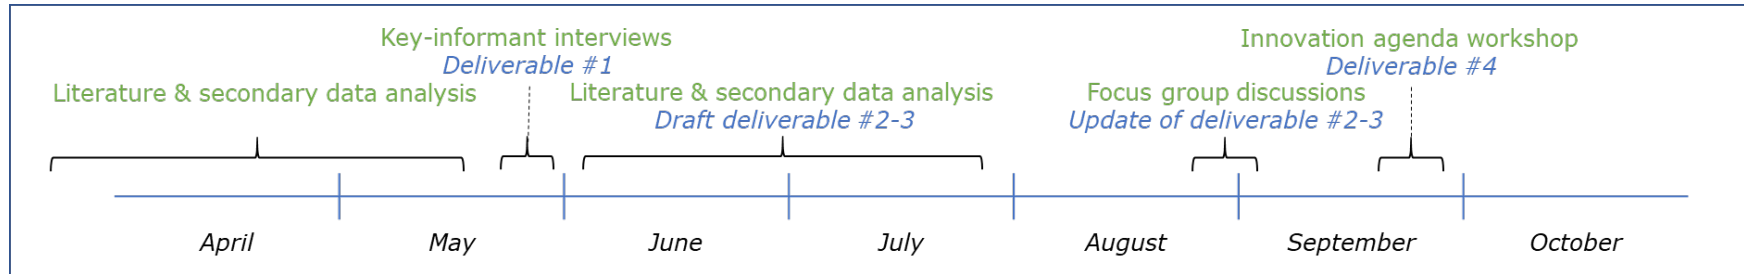 Key-informant interviews
Deliverable #1
Innovation agenda workshop
Deliverable #4
Literature & secondary data analysis
Literature & secondary data analysis
Draft deliverable #2-3
Focus group discussions
Update of deliverable #2-3
April
May
June
July
August
September
October